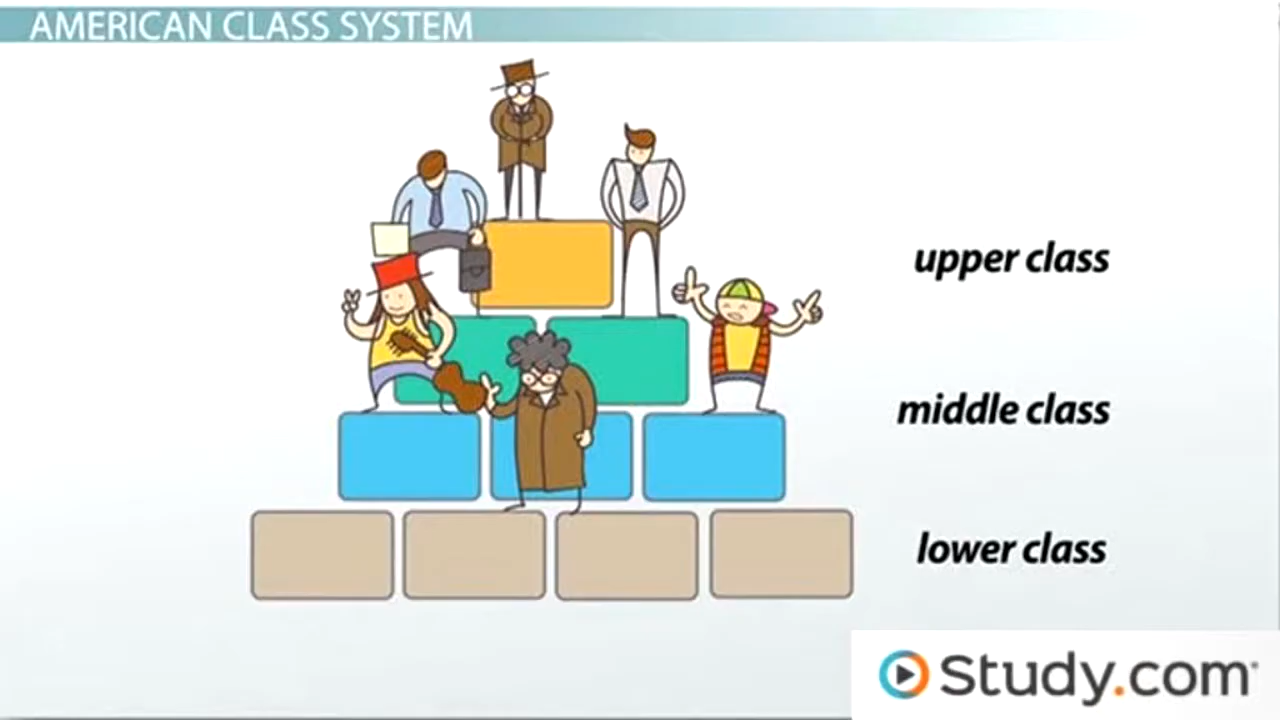 AMERICAN CLASS SYSTEM
upper class
middle class
lower class
Study.com